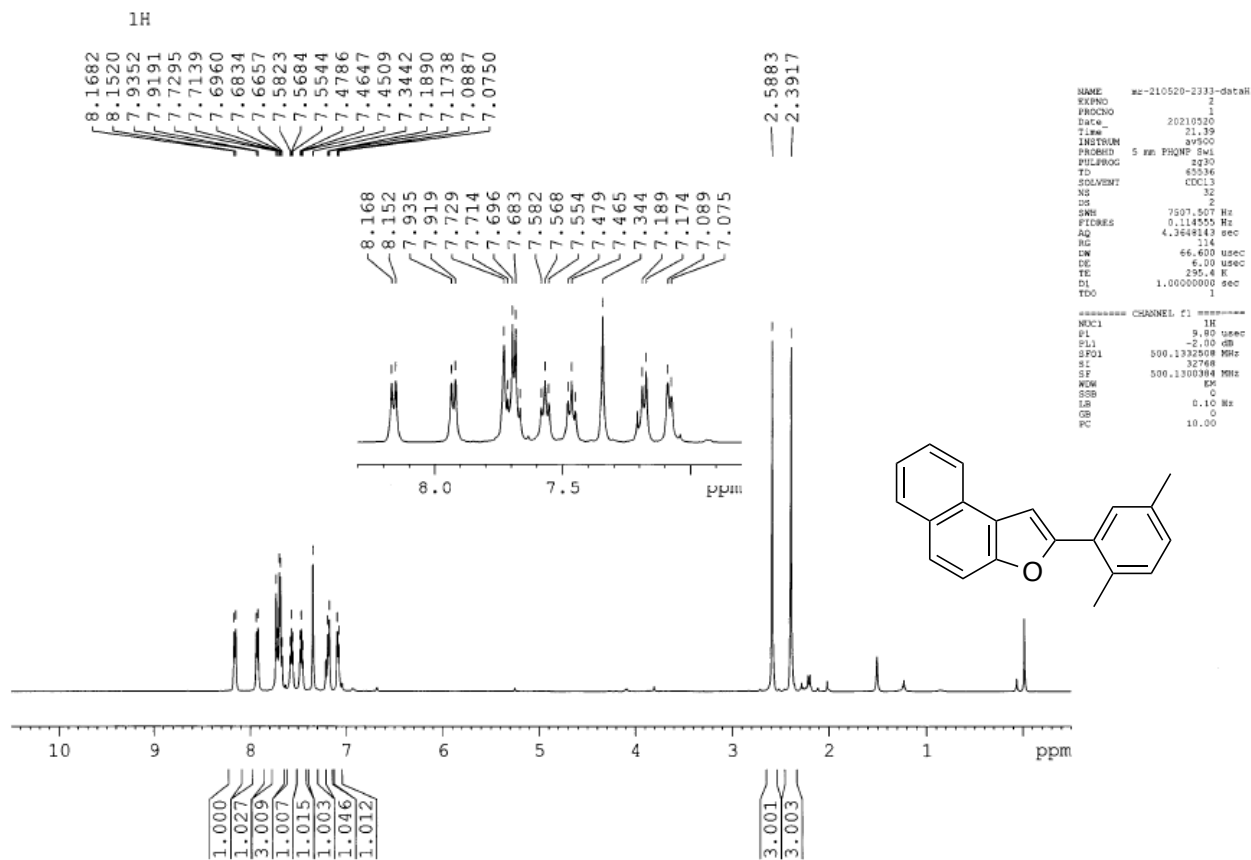 1H
8.1682
8.1520
7.9352
7.9191
7.7295
7.7139
7.6960
7.6834
7.6657
7.5823
7.5684
7.5544
7.4786
7.4647
7.4509
7.3442
7.1890
7.1738
7.0887
7.0750
2.5883
2.3917
NAME mr-210520-2333-dataH
EXPNO 2
PROCNO 1
Date_ 20210520
Time 21.39
INSTRUM av500
PROBHD 5 mm PHQNP Swi
PULPROG zg30
TD 65536
SOLVENT CDCl3
NS 32
DS 2
SWH 7507.507 Hz
FIDRES 0.114555 Hz
AQ 4.3648143 sec
RG 114
DW 66.600 usec
DE 6.00 usec
TE 295.4 K
D1 1.00000000 sec
TD0 1
======== CHANNEL f1 ========
NUC1 1H
P1 9.80 usec
PL1 -2.00 dB
SFO1 500.1332508 MHz
SI 32768
SF 500.1300384 MHz
WDW EM
SSB 0
LB 0.10 Hz
GB 0
PC 10.00
8.168
8.152
7.935
7.919
7.729
7.714
7.696
7.683
7.582
7.568
7.554
7.479
7.465
7.344
7.189
7.174
7.089
7.075
8.0 7.5 ppm
O
10 9 8 7 6 5 4 3 2 1 ppm
1.000
1.027
3.009
1.007
1.015
1.003
1.046
1.012
3.001
3.003